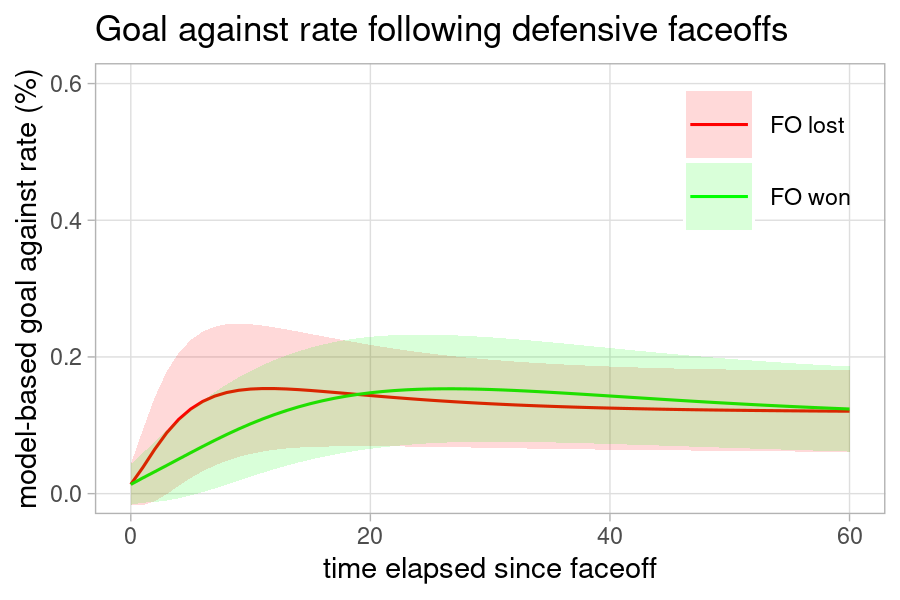 Goal against rate following defensive faceoffs
model-based goal against rate (%)
0.6
0.4
0.2
0.0
FO lost
FO won
0
20
40
60
time elapsed since faceoff